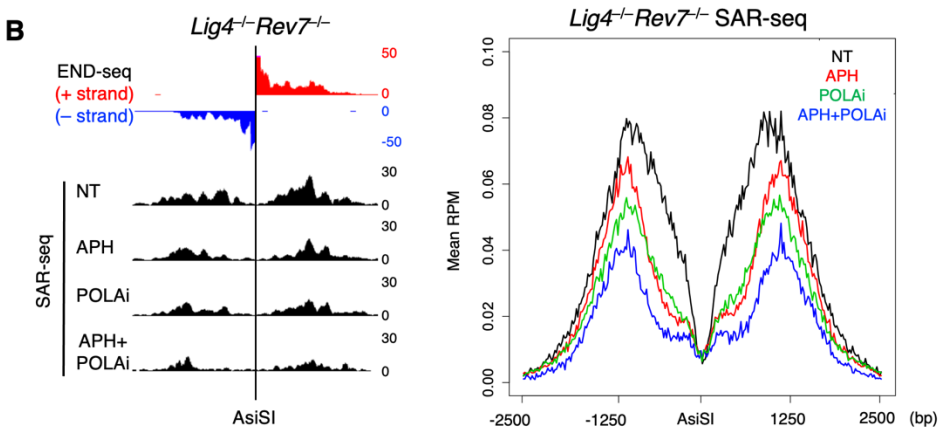 B
Lig4–/–Rev7–/–
END-seq
(+ strand)
(– strand)
50
0
0
-50
SAR-seq
NT
30
0
APH
30
0
POLAi
30
0
APH+
POLAi
30
0
AsiSI
Lig4–/–Rev7–/– SAR-seq
NT
APH
POLAi
APH+POLAi
Mean RPM
0.10
0.08
0.06
0.04
0.02
0.00
-2500 -1250 AsiSI 1250 2500 (bp)